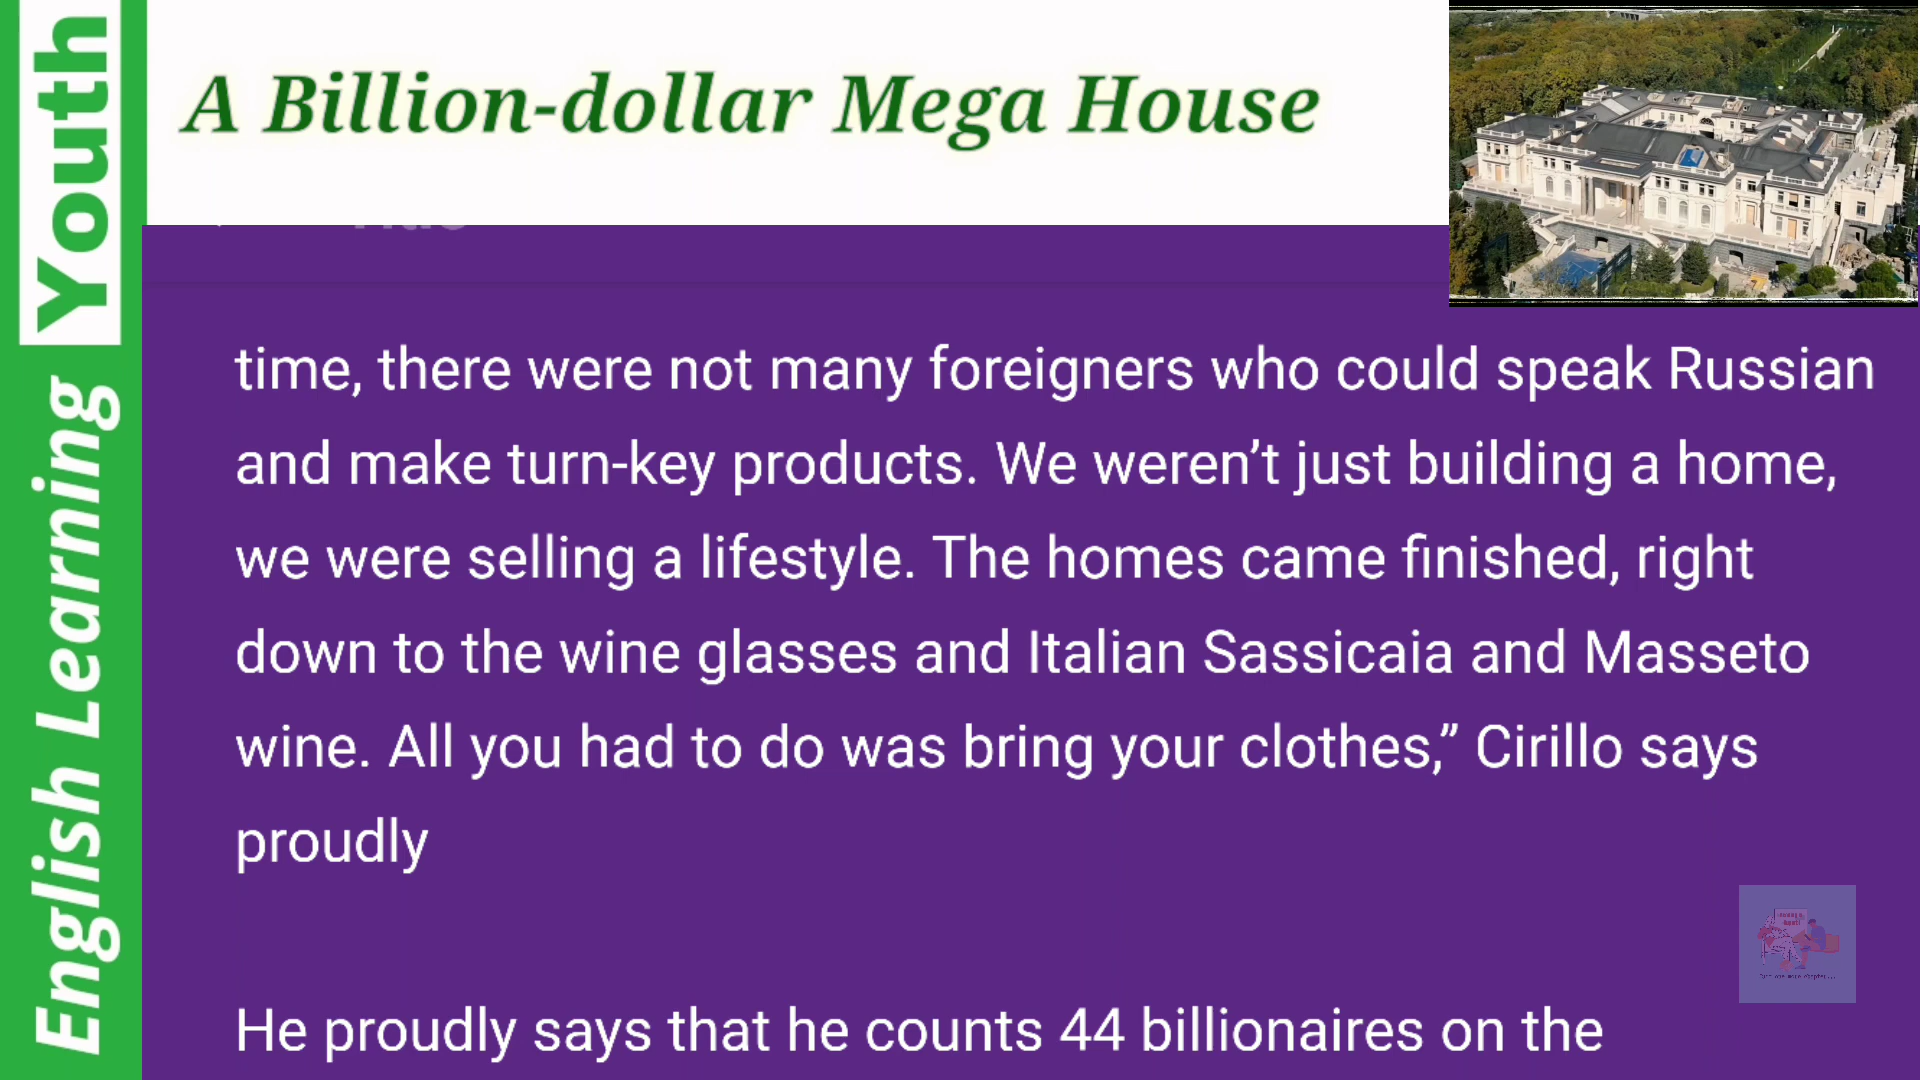 English Learning Youth
A Billion-dollar Mega House
time, there were not many foreigners who could speak Russian
and make turn-key products. We weren’t just building a home,
we were selling a lifestyle. The homes came finished, right
down to the wine glasses and Italian Sassicaia and Masseto
wine. All you had to do was bring your clothes,” Cirillo says
proudly
He proudly says that he counts 44 billionaires on the